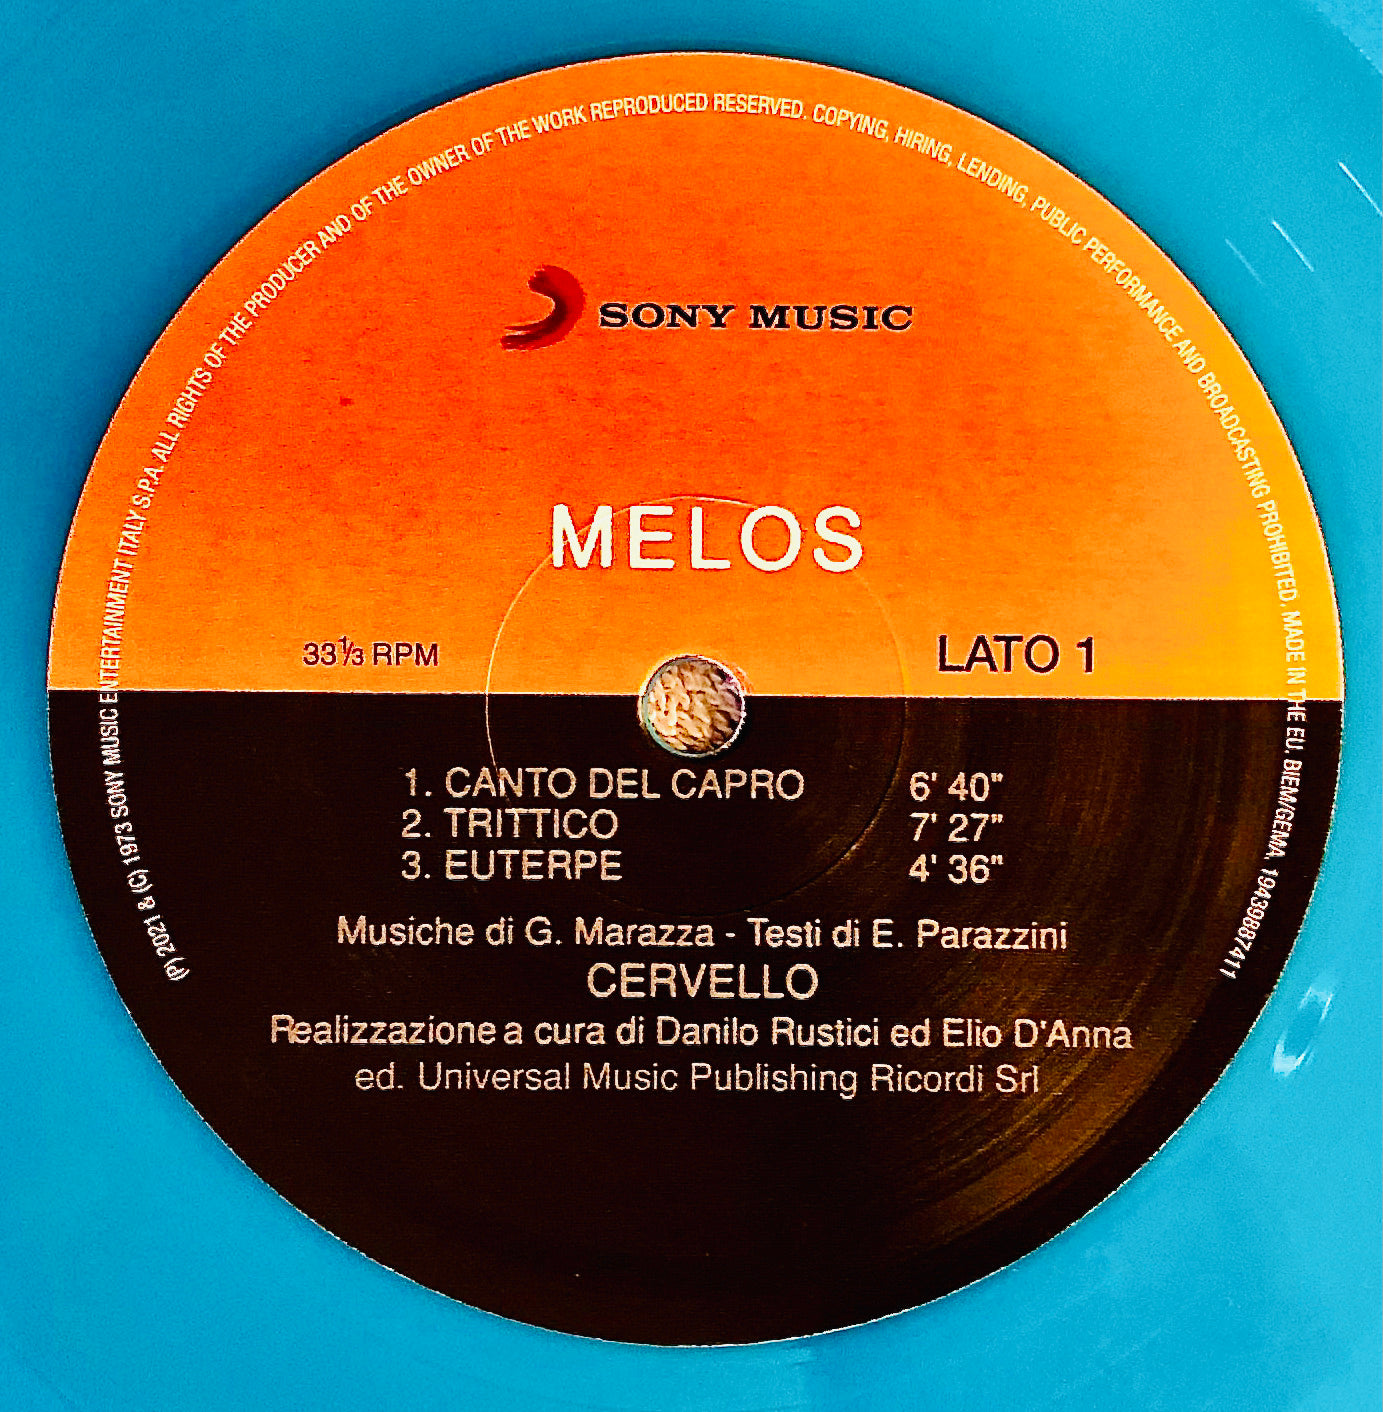 (P) 2021 & (C) 1973 SONY MUSIC ENTERTAINMENT ITALY S.P.A. ALL RIGHTS OF THE PRODUCER AND OF THE OWNER OF THE WORK REPRODUCED RESERVED. COPYING, HIRING, LENDING, PUBLIC PERFORMANCE AND BROADCASTING PROHIBITED. MADE IN THE EU. BIEM/GEMA. 19439887411
SONY MUSIC
MELOS
33⅓ RPM LATO 1
1. CANTO DEL CAPRO 6' 40"
2. TRITTICO 7' 27"
3. EUTERPE 4' 36"
Musiche di G. Marazza - Testi di E. Parazzini
CERVELLO
Realizzazione a cura di Danilo Rustici ed Elio D'Anna
ed. Universal Music Publishing Ricordi Srl